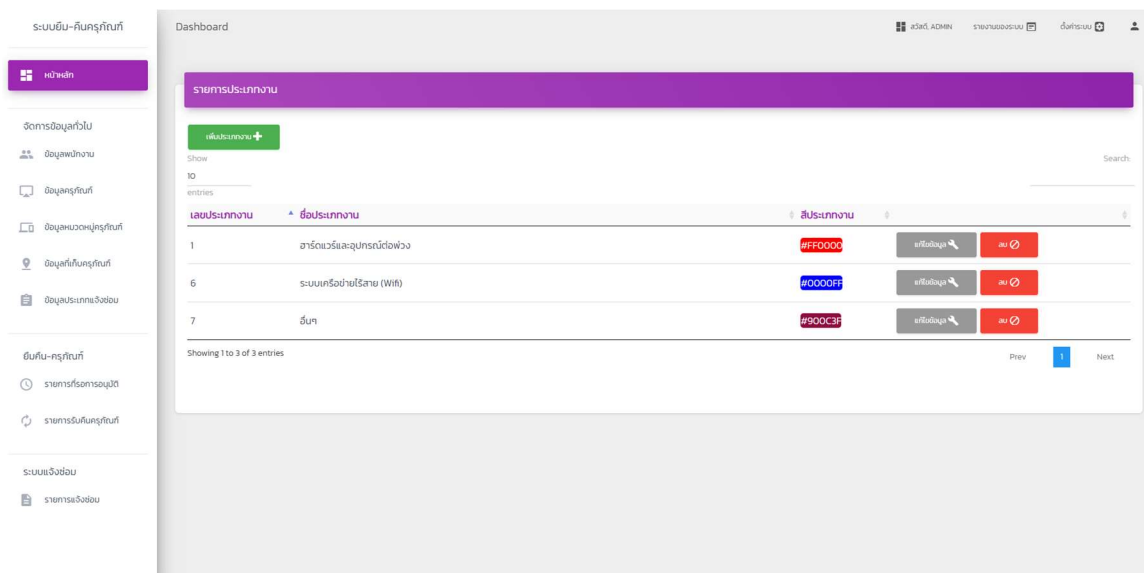 ระบบยืม-คืนครุภัณฑ์
หน้าหลัก
จัดการข้อมูลทั่วไป
ข้อมูลพนักงาน
ข้อมูลครุภัณฑ์
ข้อมูลหมวดหมู่ครุภัณฑ์
ข้อมูลที่เก็บครุภัณฑ์
ข้อมูลประเภทแจ้งซ่อม
ยืมคืน-ครุภัณฑ์
รายการที่รอการอนุมัติ
รายการรับคืนครุภัณฑ์
ระบบแจ้งซ่อม
รายการแจ้งซ่อม
Dashboard
สวัสดี, ADMIN รายงานของระบบ ตั้งค่าระบบ
รายการประเภทงาน
เพิ่มประเภทงาน
Show
10
entries
Search:
เลขประเภทงาน ชื่อประเภทงาน สีประเภทงาน
1 ฮาร์ดแวร์และอุปกรณ์ต่อพ่วง #FF0000 แก้ไขข้อมูล ลบ
6 ระบบเครือข่ายไร้สาย (Wifi) #0000FF แก้ไขข้อมูล ลบ
7 อื่นๆ #900C3F แก้ไขข้อมูล ลบ
Showing 1 to 3 of 3 entries
Prev 1 Next